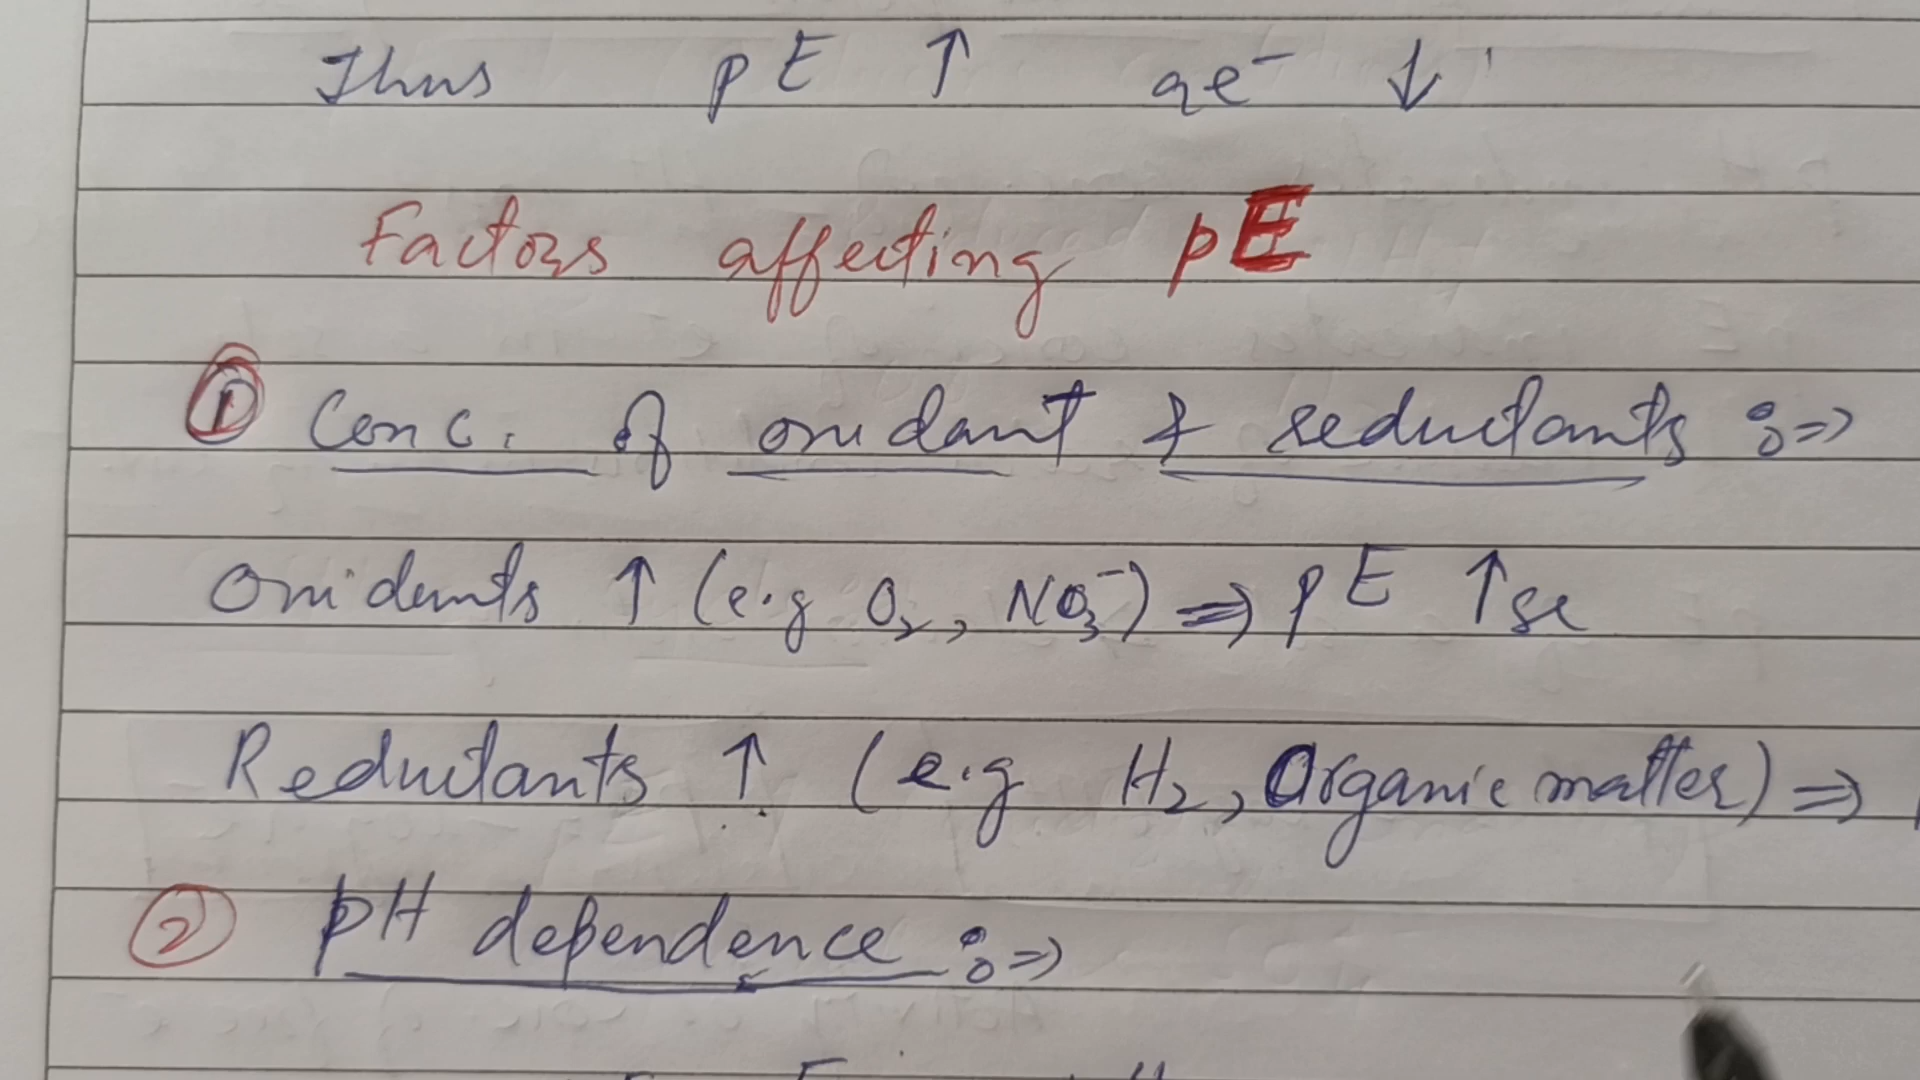 Thus pE ↑ ae⁻ ↓
Factors affecting pE
① Conc. of oxidant & reductants :⇒
Oxidants ↑ (e.g O₂, NO₃⁻) ⇒ pE ↑se
Reductants ↑ (e.g H₂, Organic matter) ⇒
② pH dependence :⇒